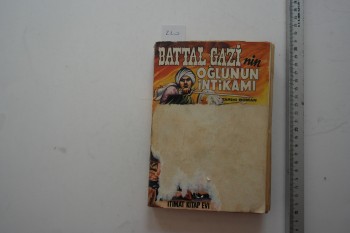 BATTAL GAZİ'nin
OĞLUNUN
İNTİKAMI
İTİMAT KİTAP EVİ